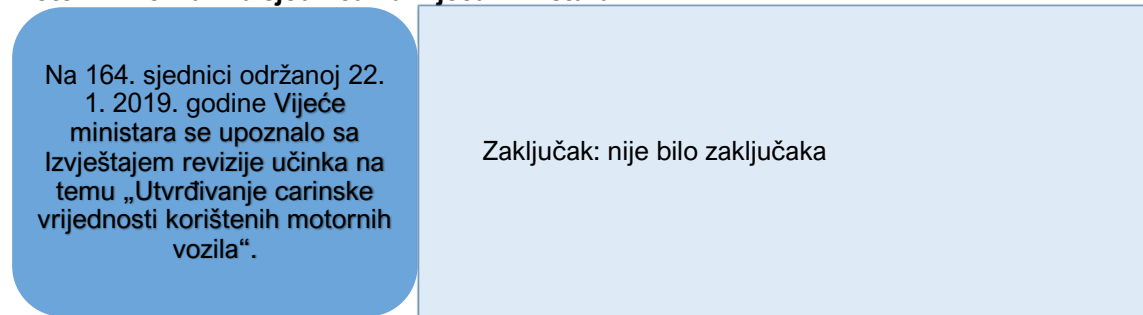 Na 164. sjednici održanoj 22.
1. 2019. godine Vijeće
ministara se upoznalo sa
Izvještajem revizije učinka na
temu „Utvrđivanje carinske
vrijednosti korištenih motornih
vozila“.
Zaključak: nije bilo zaključaka